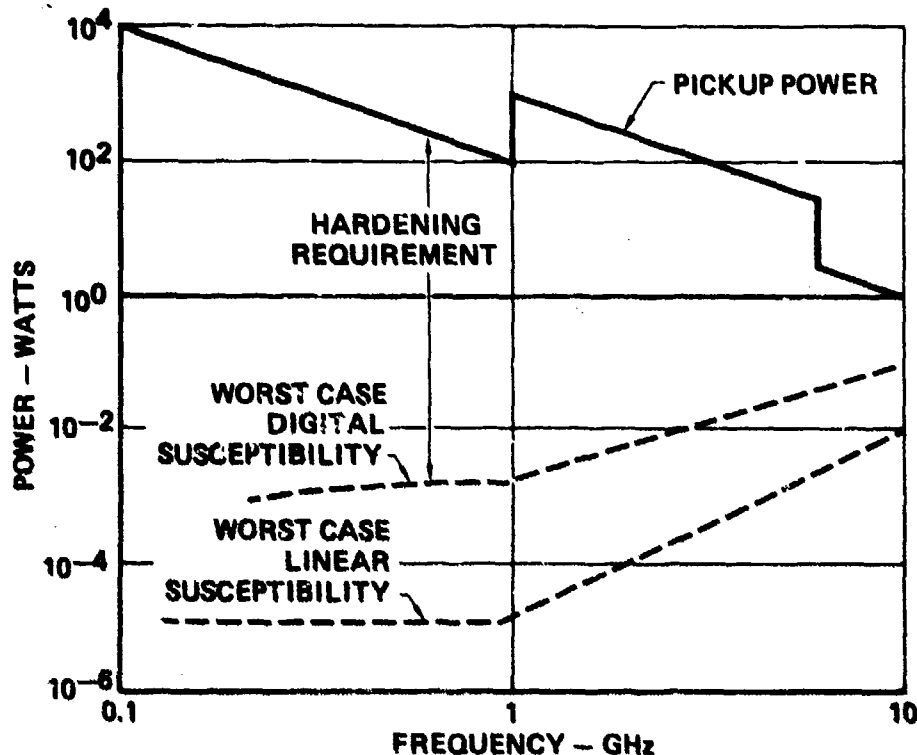 10^4
PICKUP POWER
10^2
HARDENING
REQUIREMENT
10^0
POWER – WATTS
WORST CASE
DIGITAL
SUSCEPTIBILITY
10^-2
WORST CASE
LINEAR
SUSCEPTIBILITY
10^-4
10^-6
0.1
1
10
FREQUENCY – GHz